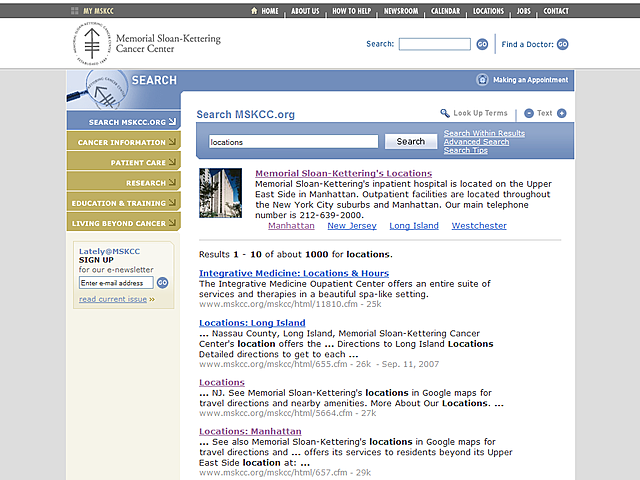 MY MSKCC
HOME | ABOUT US | HOW TO HELP | NEWSROOM | CALENDAR | LOCATIONS | JOBS | CONTACT
Memorial Sloan-Kettering
Cancer Center
Search: GO | Find a Doctor: GO
SEARCH
Making an Appointment
SEARCH MSKCC.ORG
CANCER INFORMATION
PATIENT CARE
RESEARCH
EDUCATION & TRAINING
LIVING BEYOND CANCER
Lately@MSKCC
SIGN UP
for our e-newsletter
Enter e-mail address GO
read current issue »
Search MSKCC.org
Look Up Terms | - Text +
locations Search
Search Within Results
Advanced Search
Search Tips
Memorial Sloan-Kettering's Locations
Memorial Sloan-Kettering's inpatient hospital is located on the Upper
East Side in Manhattan. Outpatient facilities are located throughout
the New York City suburbs and Manhattan. Our main telephone
number is 212-639-2000.
Manhattan New Jersey Long Island Westchester
Results 1 - 10 of about 1000 for locations.
Integrative Medicine: Locations & Hours
The Integrative Medicine Oupatient Center offers an entire suite of
services and therapies in a beautiful spa-like setting.
www.mskcc.org/mskcc/html/11810.cfm - 25k
Locations: Long Island
... Nassau County, Long Island, Memorial Sloan-Kettering Cancer
Center's location offers the ... Directions to Long Island Locations
Detailed directions to get to each ...
www.mskcc.org/mskcc/html/655.cfm - 26k - Sep. 11, 2007
Locations
... NJ. See Memorial Sloan-Kettering's locations in Google maps for
travel directions and nearby amenities. More About Our Locations. ...
www.mskcc.org/mskcc/html/5664.cfm - 27k
Locations: Manhattan
... See also Memorial Sloan-Kettering's locations in Google maps for
travel directions and ... offers its services to residents beyond its Upper
East Side location at: ...
www.mskcc.org/mskcc/html/657.cfm - 29k